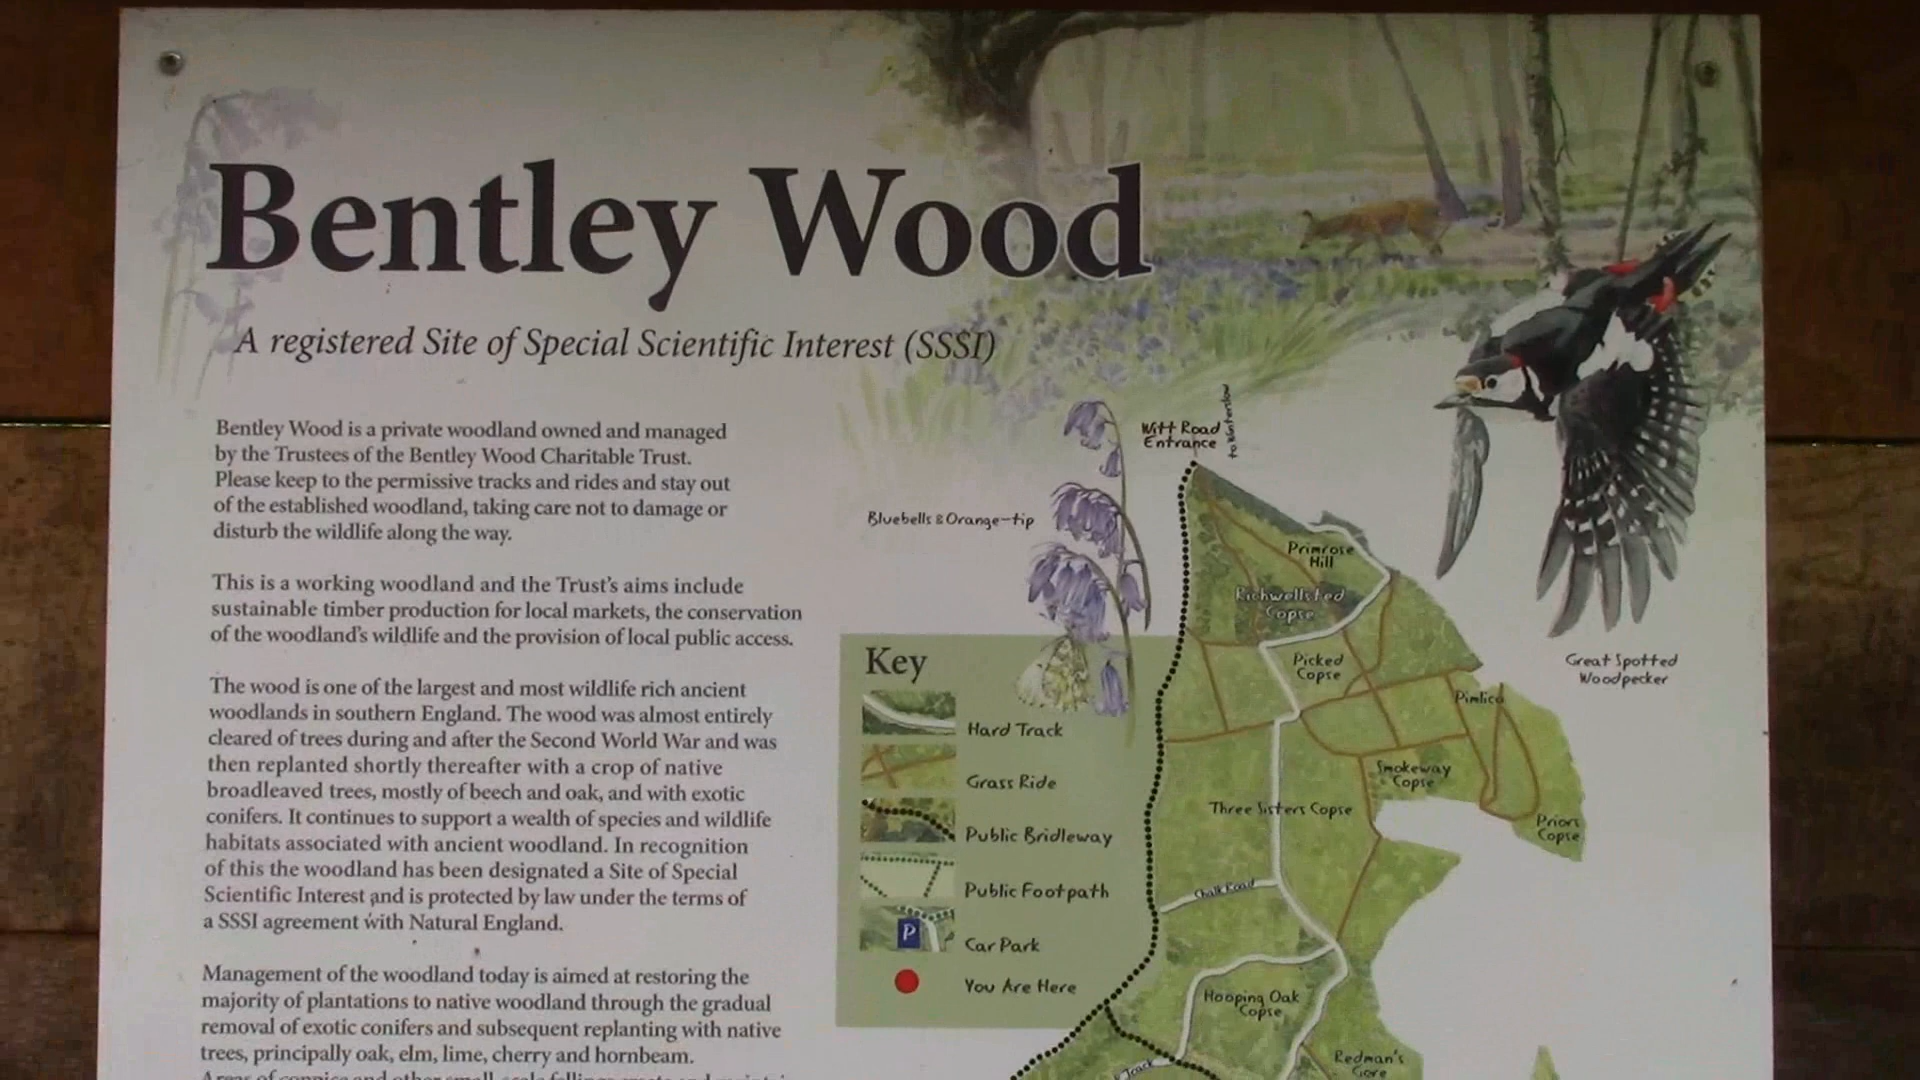 Bentley Wood
A registered Site of Special Scientific Interest (SSSI)
Bentley Wood is a private woodland owned and managed
by the Trustees of the Bentley Wood Charitable Trust.
Please keep to the permissive tracks and rides and stay out
of the established woodland, taking care not to damage or
disturb the wildlife along the way.
This is a working woodland and the Trust's aims include
sustainable timber production for local markets, the conservation
of the woodland's wildlife and the provision of local public access.
The wood is one of the largest and most wildlife rich ancient
woodlands in southern England. The wood was almost entirely
cleared of trees during and after the Second World War and was
then replanted shortly thereafter with a crop of native
broadleaved trees, mostly of beech and oak, and with exotic
conifers. It continues to support a wealth of species and wildlife
habitats associated with ancient woodland. In recognition
of this the woodland has been designated a Site of Special
Scientific Interest and is protected by law under the terms of
a SSSI agreement with Natural England.
Management of the woodland today is aimed at restoring the
majority of plantations to native woodland through the gradual
removal of exotic conifers and subsequent replanting with native
trees, principally oak, elm, lime, cherry and hornbeam.
Bluebells & Orange-tip
Key
Hard Track
Grass Ride
Public Bridleway
Public Footpath
P
Car Park
You Are Here
Witt Road
Entrance
to Winterslow
Primrose
Hill
Richwellsted
Copse
Picked
Copse
Pimlico
Smokeway
Copse
Three Sisters Copse
Priors
Copse
Chalk Road
Hooping Oak
Copse
Redman's
Gore
Track
Great Spotted
Woodpecker